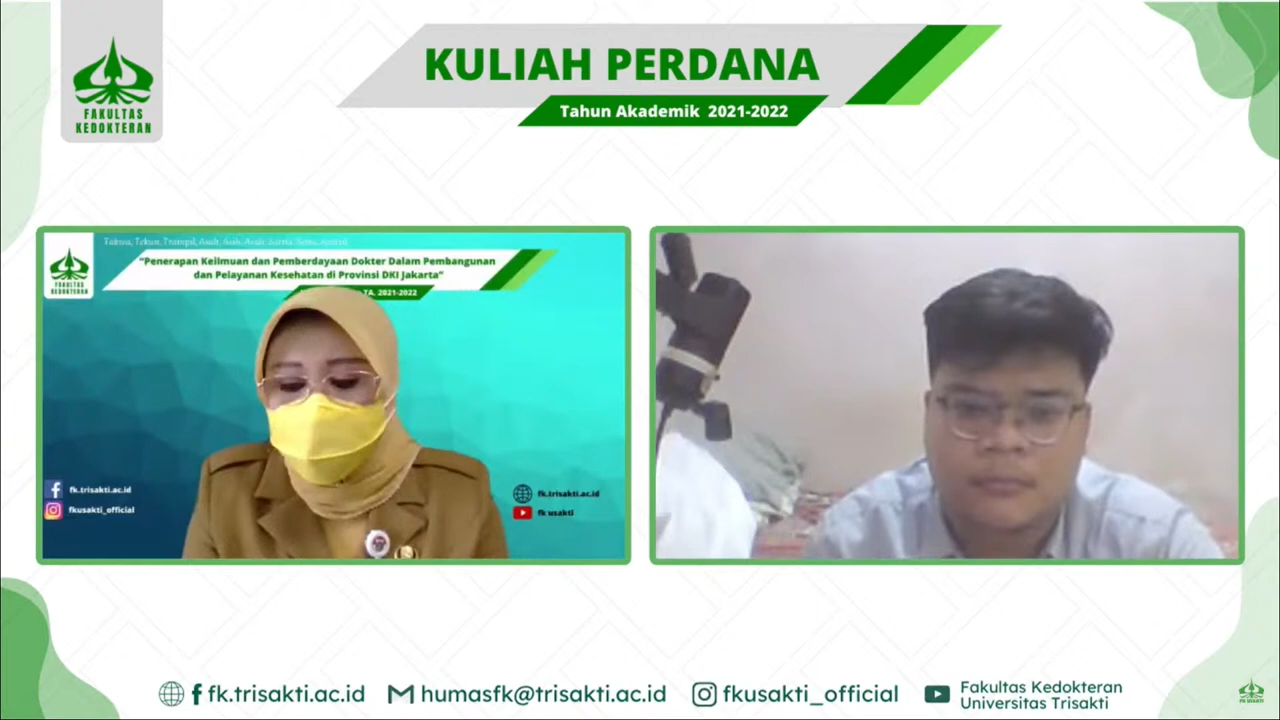 FAKULTAS
KEDOKTERAN
KULIAH PERDANA
Tahun Akademik 2021-2022
FAKULTAS
KEDOKTERAN
"Penerapan Keilmuan dan Pemberdayaan Dokter Dalam Pembangunan
dan Pelayanan Kesehatan di Provinsi DKI Jakarta"
TA. 2021-2022
fk.trisakti.ac.id
fkusakti_official
fk.trisakti.ac.id
fk usakti
fk.trisakti.ac.id
humasfk@trisakti.ac.id
fkusakti_official
Fakultas Kedokteran
Universitas Trisakti
FK USAKTI